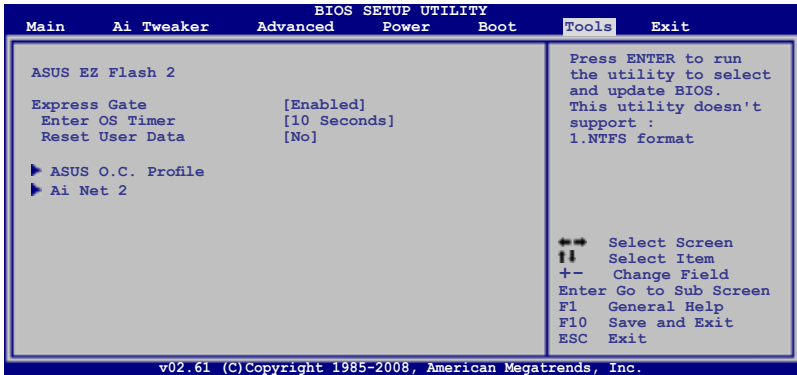 BIOS SETUP UTILITY
Main Ai Tweaker Advanced Power Boot Tools Exit
ASUS EZ Flash 2
Express Gate [Enabled]
Enter OS Timer [10 Seconds]
Reset User Data [No]
ASUS O.C. Profile
Ai Net 2
Press ENTER to run
the utility to select
and update BIOS.
This utility doesn't
support :
1.NTFS format
Select Screen
Select Item
+- Change Field
Enter Go to Sub Screen
F1 General Help
F10 Save and Exit
ESC Exit
v02.61 (C)Copyright 1985-2008, American Megatrends, Inc.